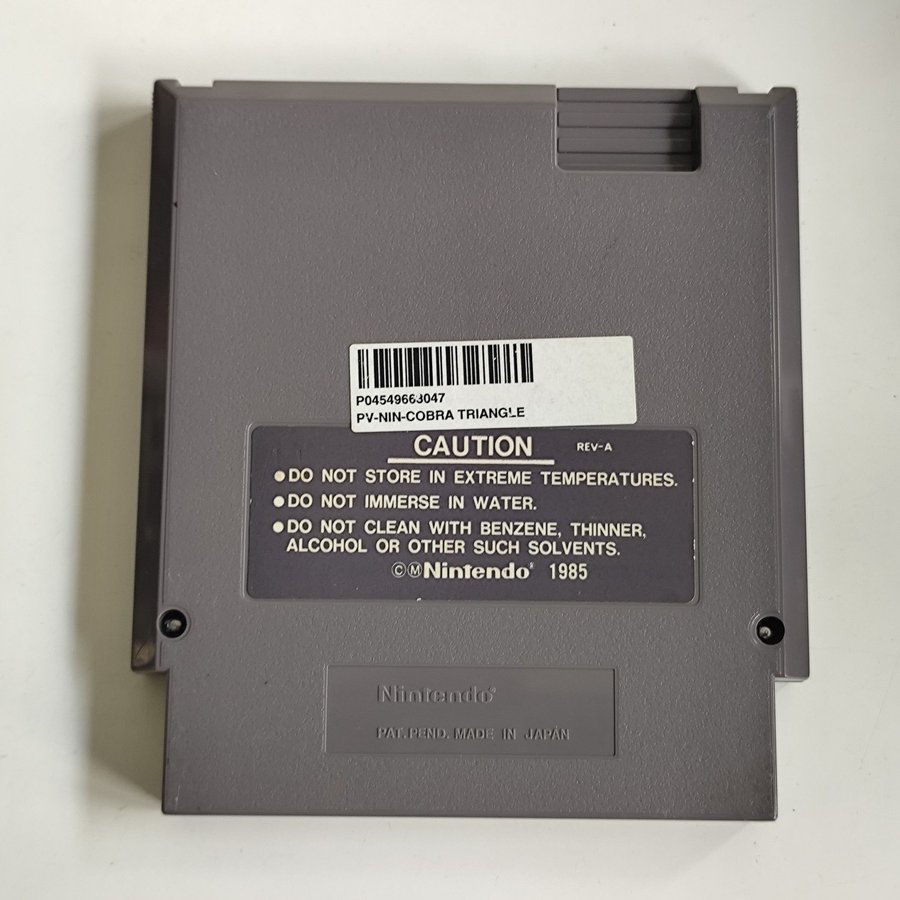 P04549663047
PV-NIN-COBRA TRIANGLE
CAUTION REV-A
●DO NOT STORE IN EXTREME TEMPERATURES.
●DO NOT IMMERSE IN WATER.
●DO NOT CLEAN WITH BENZENE, THINNER,
ALCOHOL OR OTHER SUCH SOLVENTS.
©Ⓜ Nintendo® 1985
Nintendo®
PAT. PEND. MADE IN JAPAN